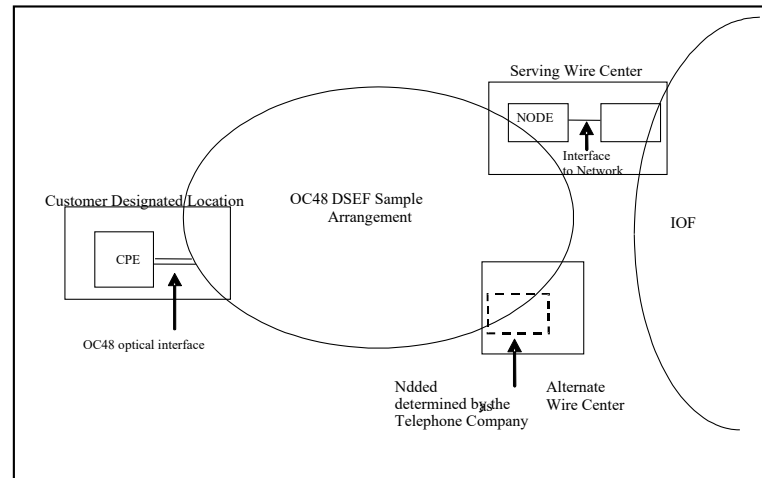 Serving Wire Center
NODE
Interface
to Network
Customer Designated Location
OC48 DSEF Sample
Arrangement
IOF
CPE
OC48 optical interface
Ndded
determined by the
Telephone Company
Alternate
Wire Center